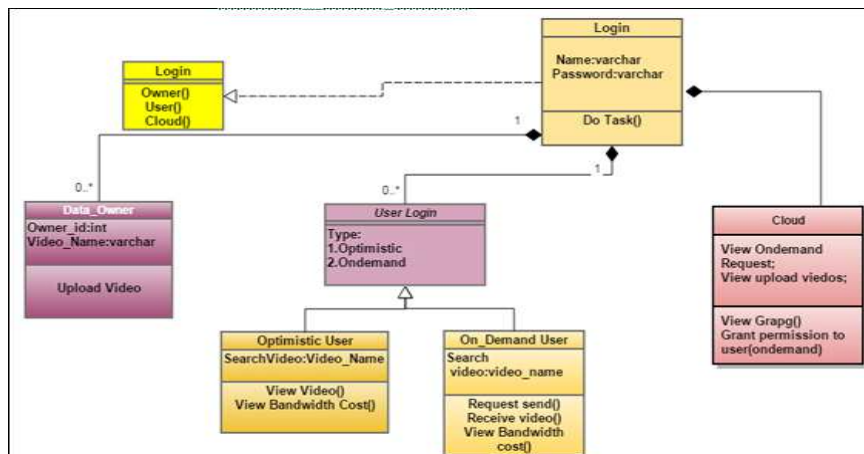 Login
Name:varchar
Password:varchar
Do Task()
Login
Owner()
User()
Cloud()
1
0..*
1
0..*
Data_Owner
Owner_id:int
Video_Name:varchar
Upload Video
User Login
Type:
1.Optimistic
2.Ondemand
Cloud
View Ondemand
Request;
View upload viedos;
View Grapg()
Grant permission to
user(ondemand)
Optimistic User
SearchVideo:Video_Name
View Video()
View Bandwidth Cost()
On_Demand User
Search
video:video_name
Request send()
Receive video()
View Bandwidth
cost()